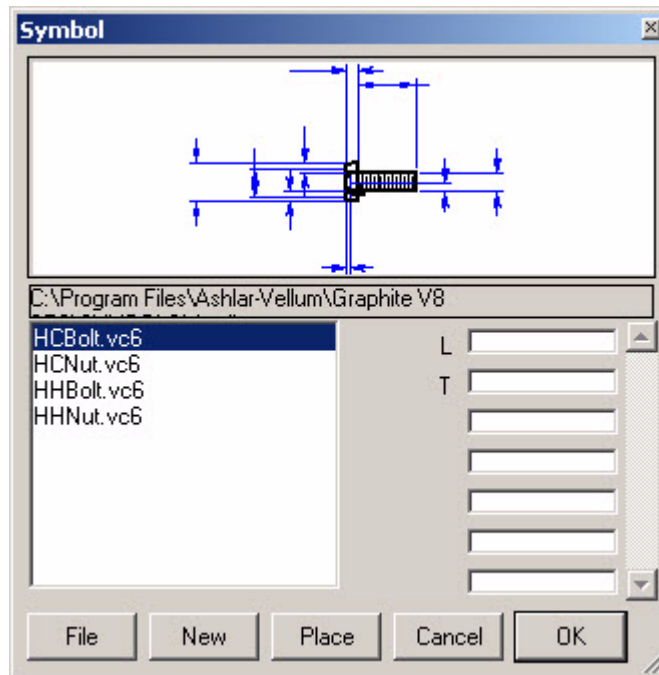 Symbol
C:\Program Files\Ashlar-Vellum\Graphite V8
HCBolt.vc6
HCNut.vc6
HHBolt.vc6
HHNut.vc6
L
T
File New Place Cancel OK